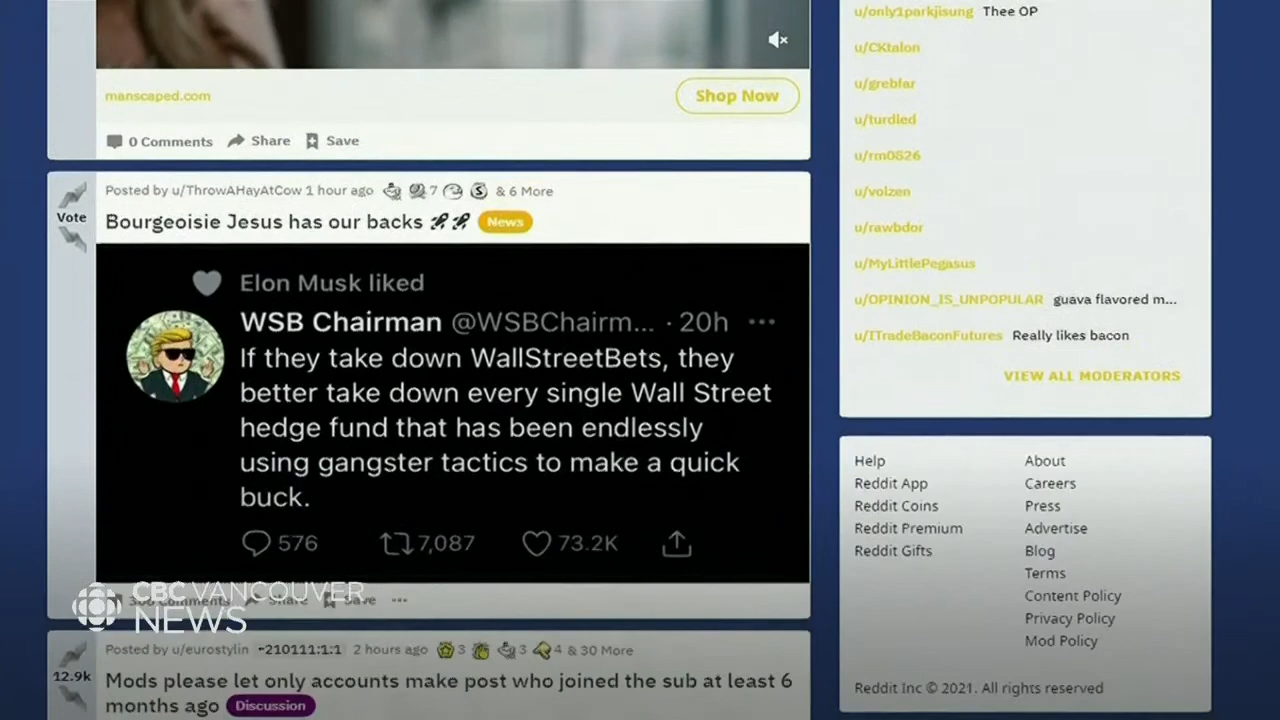 manscaped.com
Shop Now
0 Comments Share Save
Posted by u/ThrowAHayAtCow 1 hour ago 7 S & 6 More
Vote
Bourgeoisie Jesus has our backs 🚀🚀 News
Elon Musk liked
WSB Chairman @WSBChairm... · 20h
If they take down WallStreetBets, they
better take down every single Wall Street
hedge fund that has been endlessly
using gangster tactics to make a quick
buck.
576 7,087 73.2K
Comments Share Save ...
CBC VANCOUVER
NEWS
Posted by u/eurostylin -210111:1:1 2 hours ago 3 3 4 & 30 More
12.9k
Mods please let only accounts make post who joined the sub at least 6
months ago Discussion
u/only1parkjisung Thee OP
u/CKtalon
u/greblar
u/turdled
u/rm0826
u/volzen
u/rawbdor
u/MyLittlePegasus
u/OPINION_IS_UNPOPULAR guava flavored m...
u/ITradeBaconFutures Really likes bacon
VIEW ALL MODERATORS
Help
Reddit App
Reddit Coins
Reddit Premium
Reddit Gifts
About
Careers
Press
Advertise
Blog
Terms
Content Policy
Privacy Policy
Mod Policy
Reddit Inc © 2021. All rights reserved